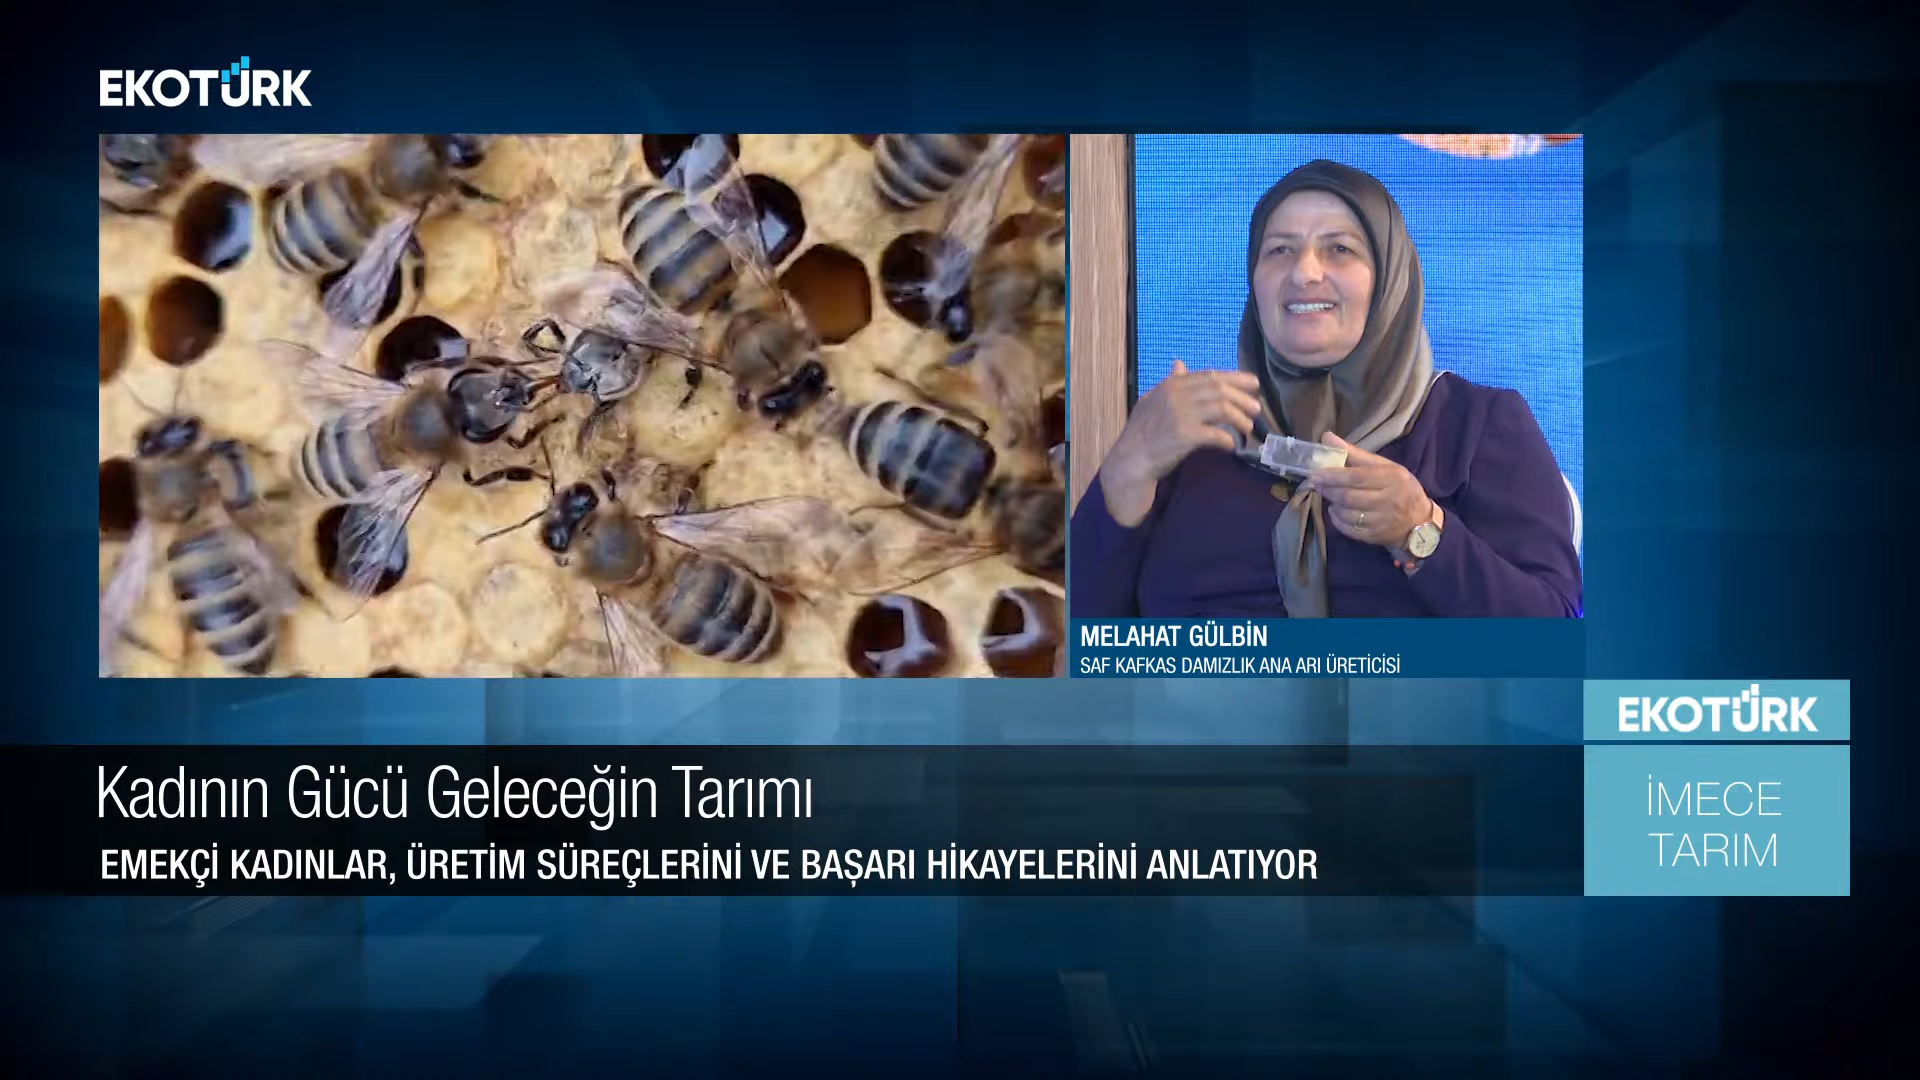 EKOTÜRK
MELAHAT GÜLBİN
SAF KAFKAS DAMIZLIK ANA ARI ÜRETİCİSİ
EKOTÜRK
Kadının Gücü Geleceğin Tarımı
EMEKÇİ KADINLAR, ÜRETİM SÜREÇLERİNİ VE BAŞARI HİKAYELERİNİ ANLATIYOR
İMECE
TARIM